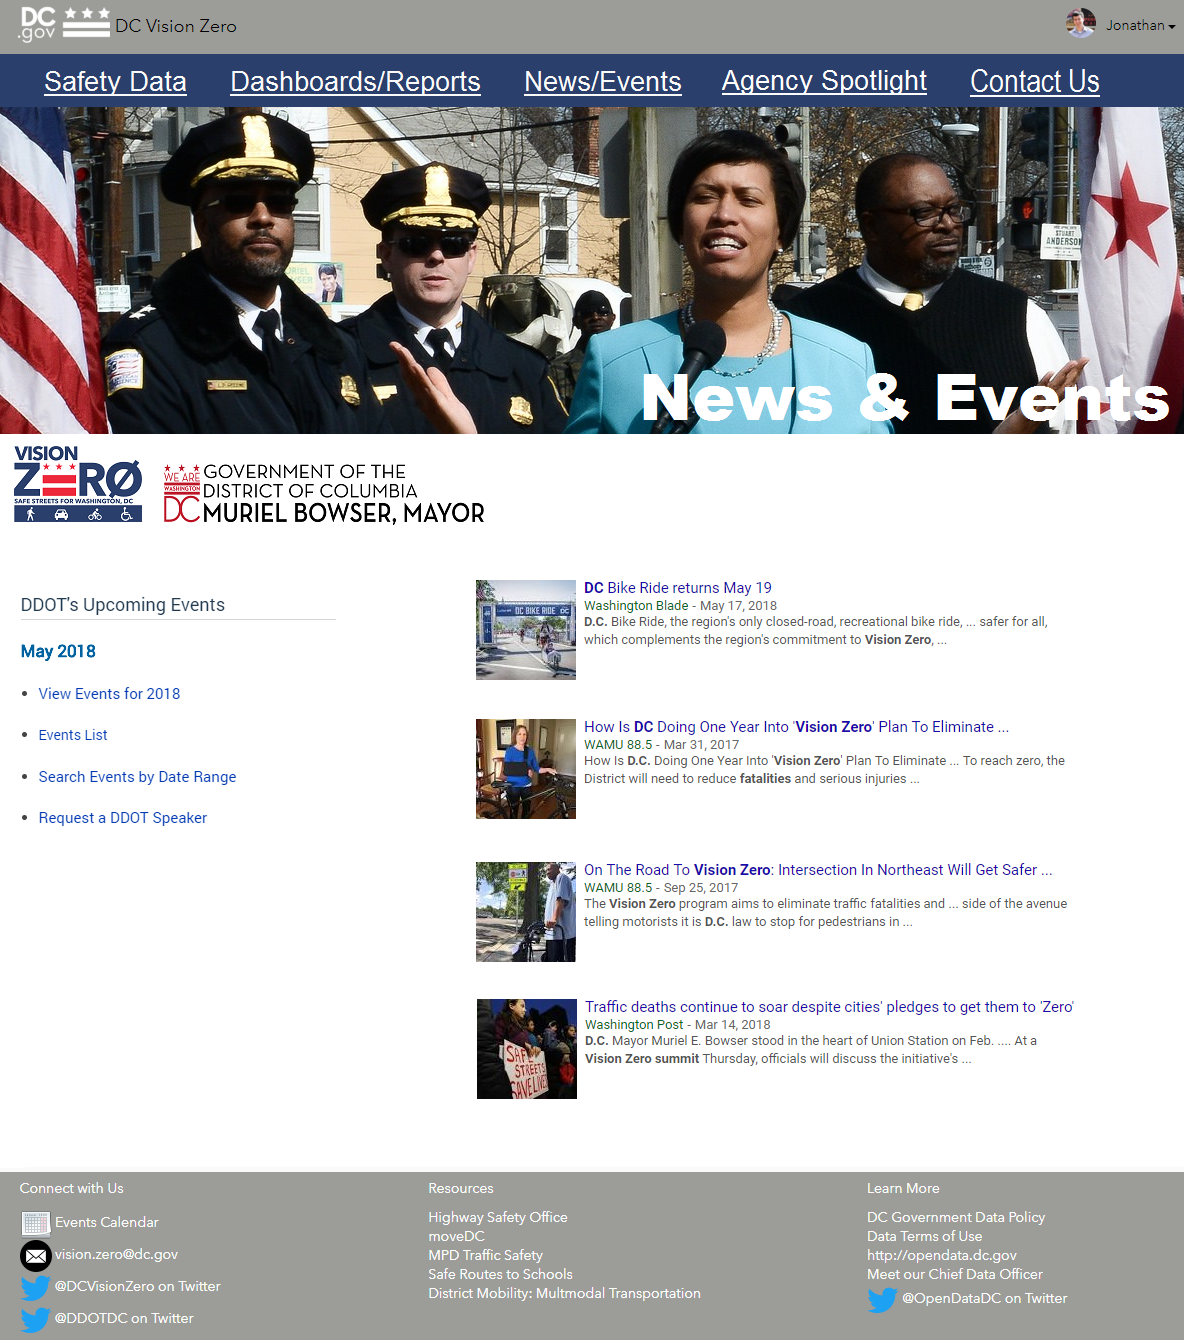 DC
.gov
DC Vision Zero
Jonathan
Safety Data
Dashboards/Reports
News/Events
Agency Spotlight
Contact Us
STUART
ANDERSON
News & Events
VISION
ZERØ
SAFE STREETS FOR WASHINGTON, DC
WE ARE
WASHINGTON
DC
GOVERNMENT OF THE
DISTRICT OF COLUMBIA
MURIEL BOWSER, MAYOR
DDOT's Upcoming Events
May 2018
View Events for 2018
Events List
Search Events by Date Range
Request a DDOT Speaker
DC BIKE RIDE
DC Bike Ride returns May 19
Washington Blade - May 17, 2018
D.C. Bike Ride, the region's only closed-road, recreational bike ride, ... safer for all,
which complements the region's commitment to Vision Zero, ...
How Is DC Doing One Year Into 'Vision Zero' Plan To Eliminate ...
WAMU 88.5 - Mar 31, 2017
How Is D.C. Doing One Year Into 'Vision Zero' Plan To Eliminate ... To reach zero, the
District will need to reduce fatalities and serious injuries ...
On The Road To Vision Zero: Intersection In Northeast Will Get Safer ...
WAMU 88.5 - Sep 25, 2017
The Vision Zero program aims to eliminate traffic fatalities and ... side of the avenue
telling motorists it is D.C. law to stop for pedestrians in ...
SAFE
STREETS
SAVE LIVES
Traffic deaths continue to soar despite cities' pledges to get them to 'Zero'
Washington Post - Mar 14, 2018
D.C. Mayor Muriel E. Bowser stood in the heart of Union Station on Feb. .... At a
Vision Zero summit Thursday, officials will discuss the initiative's ...
Connect with Us
Events Calendar
vision.zero@dc.gov
@DCVisionZero on Twitter
@DDOTDC on Twitter
Resources
Highway Safety Office
moveDC
MPD Traffic Safety
Safe Routes to Schools
District Mobility: Multmodal Transportation
Learn More
DC Government Data Policy
Data Terms of Use
http://opendata.dc.gov
Meet our Chief Data Officer
@OpenDataDC on Twitter